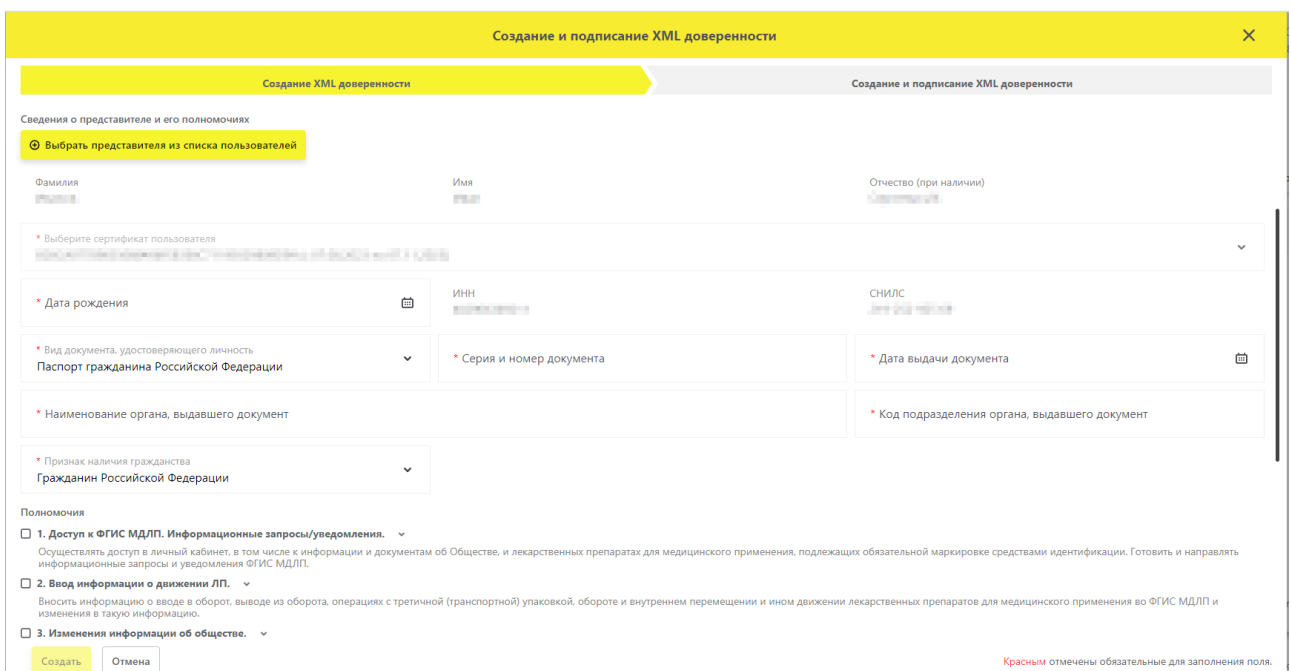 Создание и подписание XML доверенности
Создание XML доверенности
Создание и подписание XML доверенности
Сведения о представителе и его полномочиях
Выбрать представителя из списка пользователей
Фамилия
Имя
Отчество (при наличии)
* Выберите сертификат пользователя
* Дата рождения
ИНН
СНИЛС
* Вид документа, удостоверяющего личность
Паспорт гражданина Российской Федерации
* Серия и номер документа
* Дата выдачи документа
* Наименование органа, выдавшего документ
* Код подразделения органа, выдавшего документ
* Признак наличия гражданства
Гражданин Российской Федерации
Полномочия
1. Доступ к ФГИС МДЛП. Информационные запросы/уведомления.
Осуществлять доступ в личный кабинет, в том числе к информации и документам об Обществе, и лекарственных препаратах для медицинского применения, подлежащих обязательной маркировке средствами идентификации. Готовить и направлять
информационные запросы и уведомления ФГИС МДЛП.
2. Ввод информации о движении ЛП.
Вносить информацию о вводе в оборот, выводе из оборота, операциях с третичной (транспортной) упаковкой, обороте и внутреннем перемещении и ином движении лекарственных препаратов для медицинского применения во ФГИС МДЛП и
изменения в такую информацию.
3. Изменения информации об обществе.
Создать
Отмена
Красным отмечены обязательные для заполнения поля.